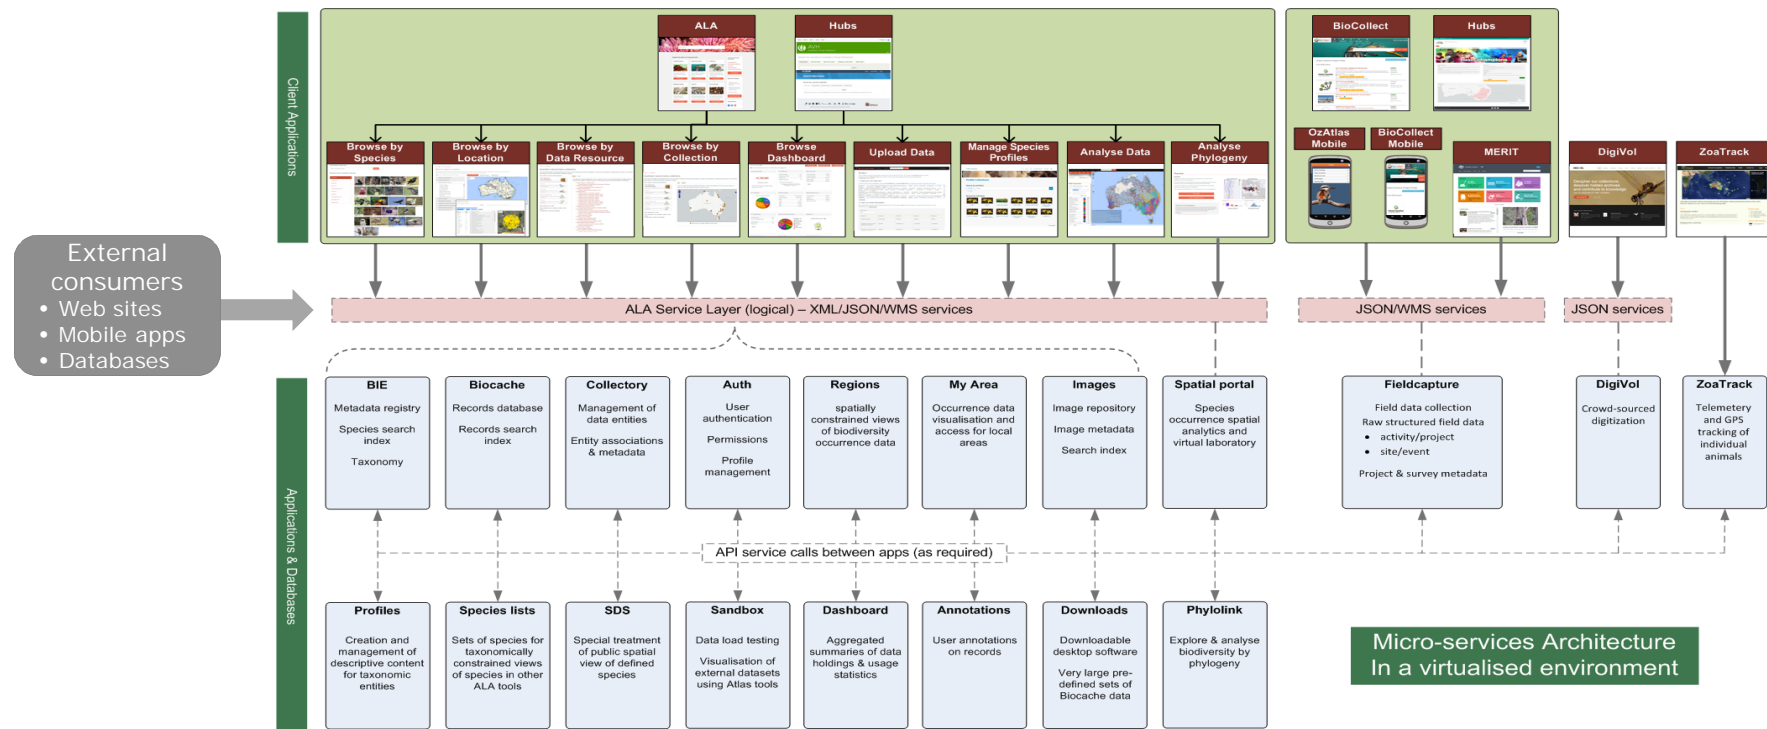 Client Applications
ALA
Hubs
BioCollect
Hubs
Browse by
Species
Browse by
Location
Browse by
Data Resource
Browse by
Collection
Browse
Dashboard
Upload Data
Manage Species
Profiles
Analyse Data
Analyse
Phylogeny
OzAtlas
Mobile
BioCollect
Mobile
MERIT
DigiVol
ZoaTrack
External
consumers
• Web sites
• Mobile apps
• Databases
ALA Service Layer (logical) – XML/JSON/WMS services
JSON/WMS services
JSON services
Applications & Databases
BIE
Metadata registry
Species search
index
Taxonomy
Biocache
Records database
Records search
index
Collectory
Management of
data entities
Entity associations
& metadata
Auth
User
authentication
Permissions
Profile
management
Regions
spatially
constrained views
of biodiversity
occurrence data
My Area
Occurrence data
visualisation and
access for local
areas
Images
Image repository
Image metadata
Search index
Spatial portal
Species
occurrence spatial
analytics and
virtual laboratory
Fieldcapture
Field data collection
Raw structured field data
• activity/project
• site/event
Project & survey metadata
DigiVol
Crowd-sourced
digitization
ZoaTrack
Telemetery
and GPS
tracking of
individual
animals
API service calls between apps (as required)
Profiles
Creation and
management of
descriptive content
for taxonomic
entities
Species lists
Sets of species for
taxonomically
constrained views
of species in other
ALA tools
SDS
Special treatment
of public spatial
view of defined
species
Sandbox
Data load testing
Visualisation of
external datasets
using Atlas tools
Dashboard
Aggregated
summaries of data
holdings & usage
statistics
Annotations
User annotations
on records
Downloads
Downloadable
desktop software
Very large pre-
defined sets of
Biocache data
Phylolink
Explore & analyse
biodiversity by
phylogeny
Micro-services Architecture
In a virtualised environment